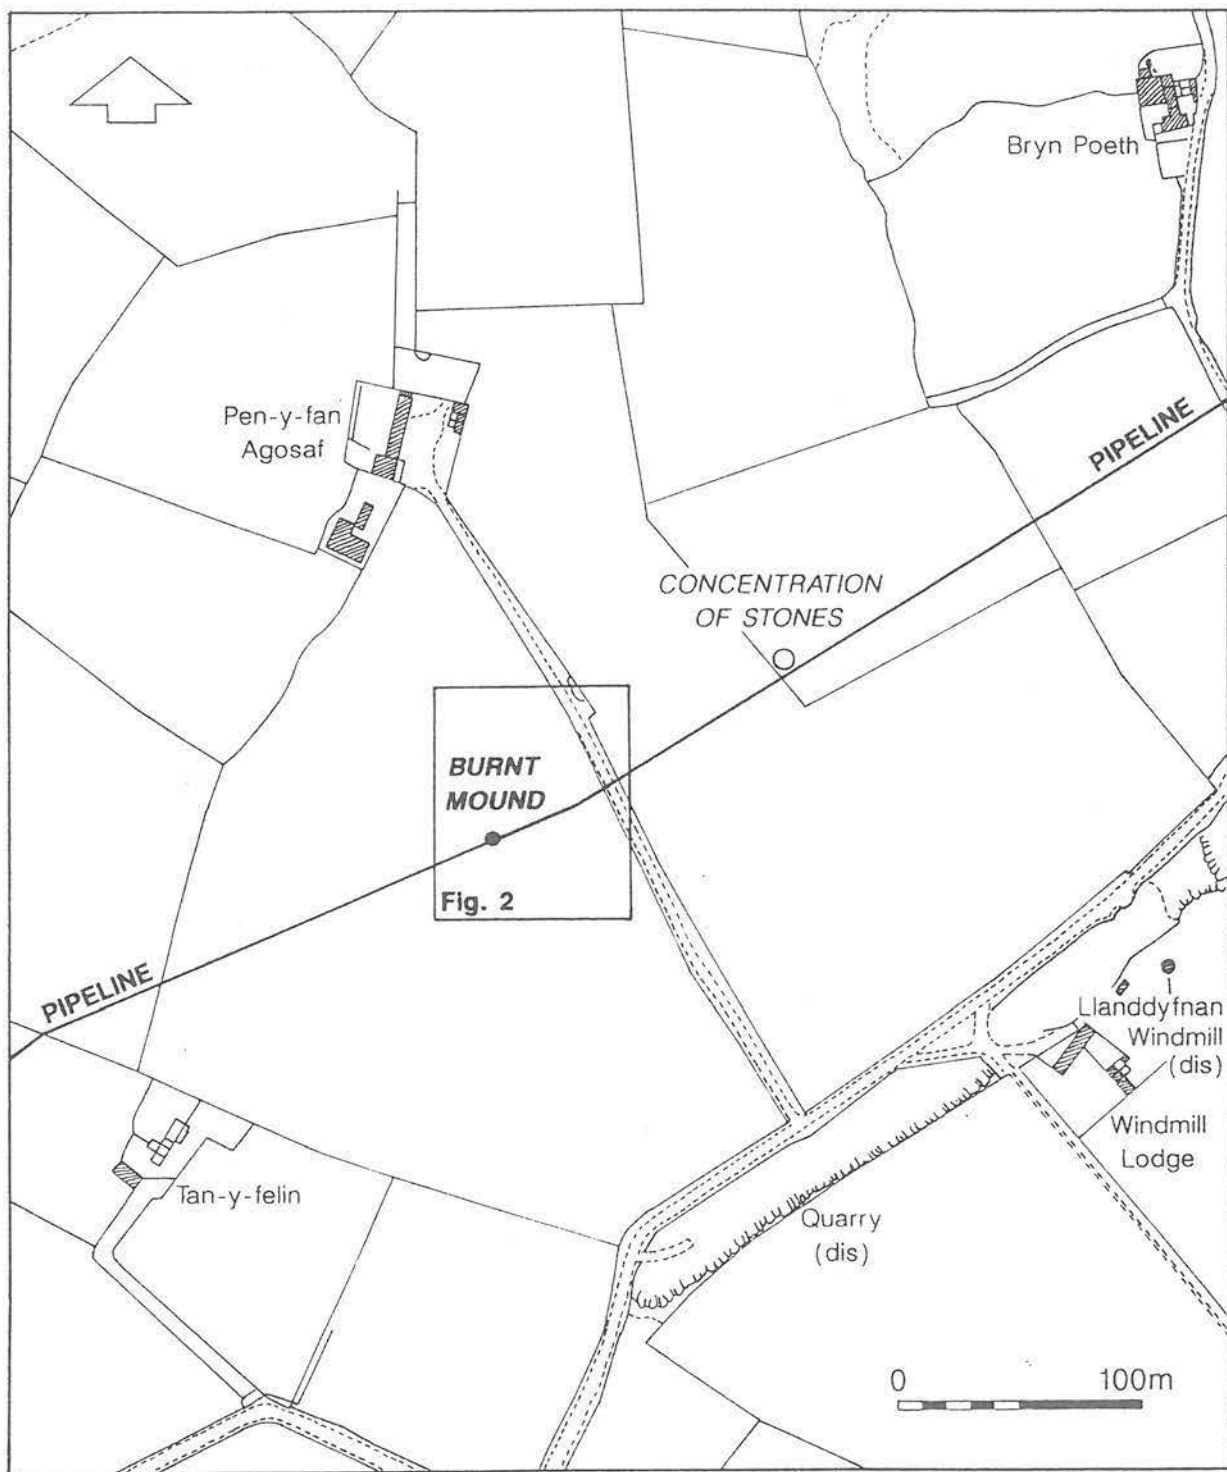 Bryn Poeth
Pen-y-fan
Agosaf
PIPELINE
CONCENTRATION
OF STONES
BURNT
MOUND
Fig. 2
PIPELINE
Llanddyfnan
Windmill
(dis)
Windmill
Lodge
Tan-y-felin
Quarry
(dis)
0 100m